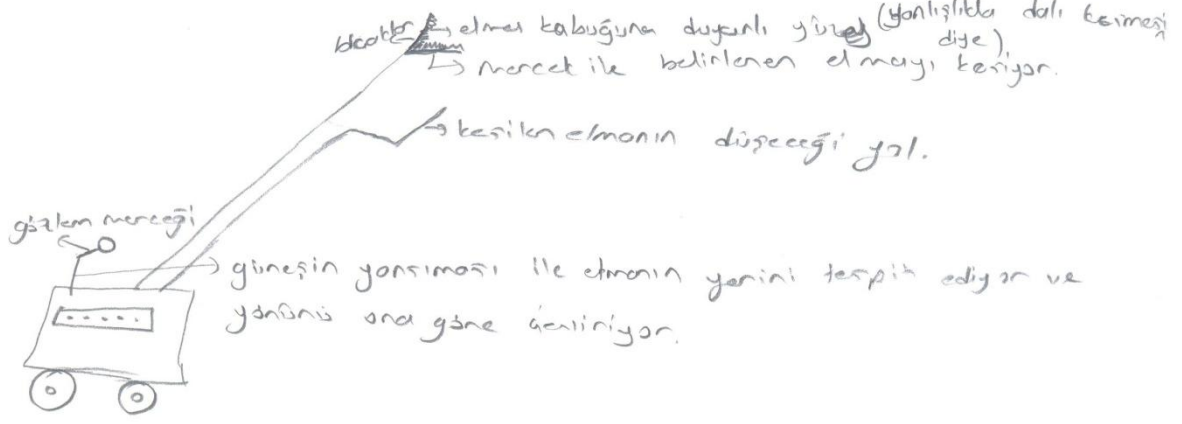 bıçaklar
elma kabuğuna duyarlı yüzey (yanlışlıkla dalı kesmesin
diye).
mercek ile belirlenen elmayı kesiyor.
kesilen elmanın düşeceği yol.
gözlem merceği
güneşin yansıması ile elmanın yerini tespit ediyor ve
yönünü ona göre çeviriyor.